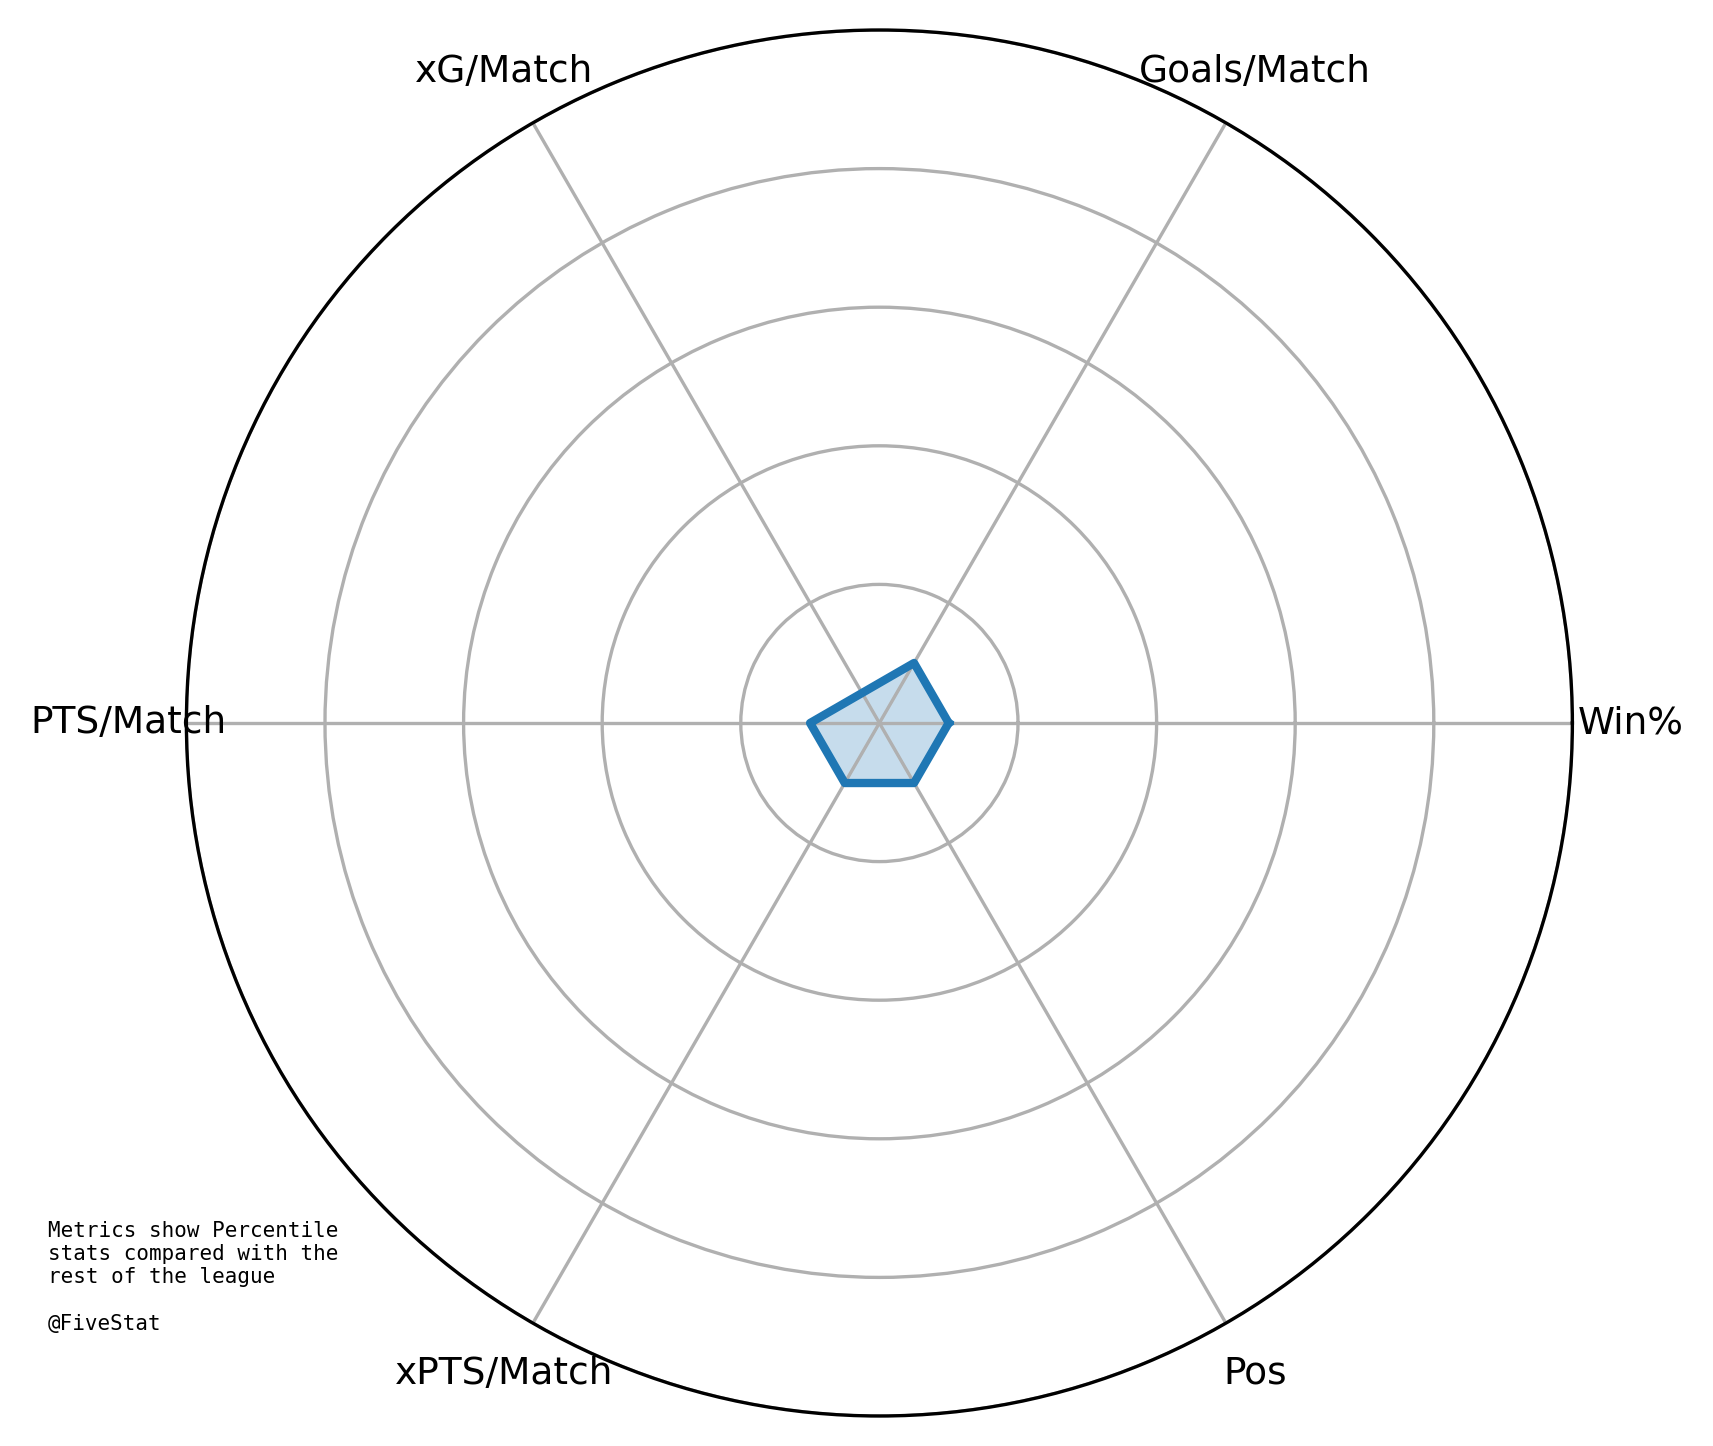 xG/Match
Goals/Match
PTS/Match
Win%
Metrics show Percentile
stats compared with the
rest of the league
@FiveStat
xPTS/Match
Pos